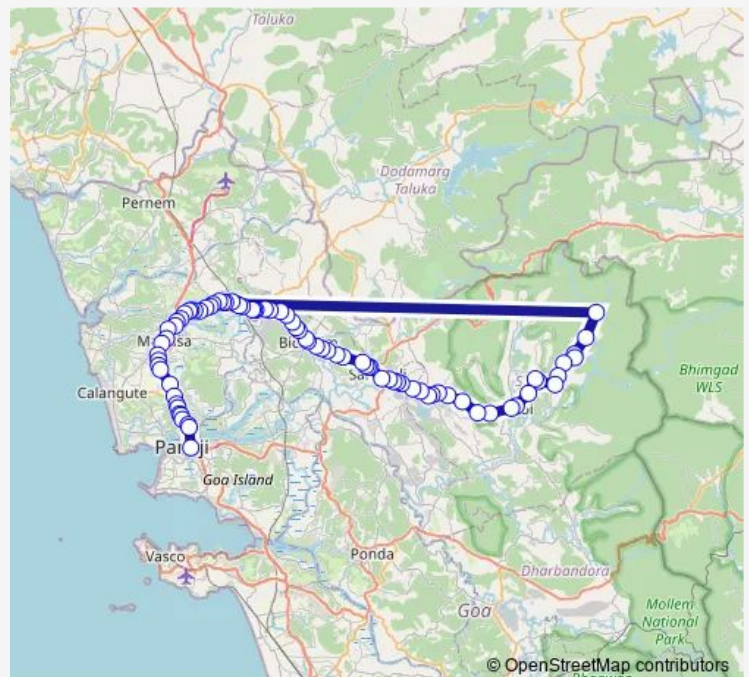 Taluka
Dodamarg
Taluka
Pernem
Calangute
Bhimgad
WLS
Goa Island
Vasco
Ponda
Dharbandora
Goa
Mollem
National
Park
© OpenStreetMap contributors